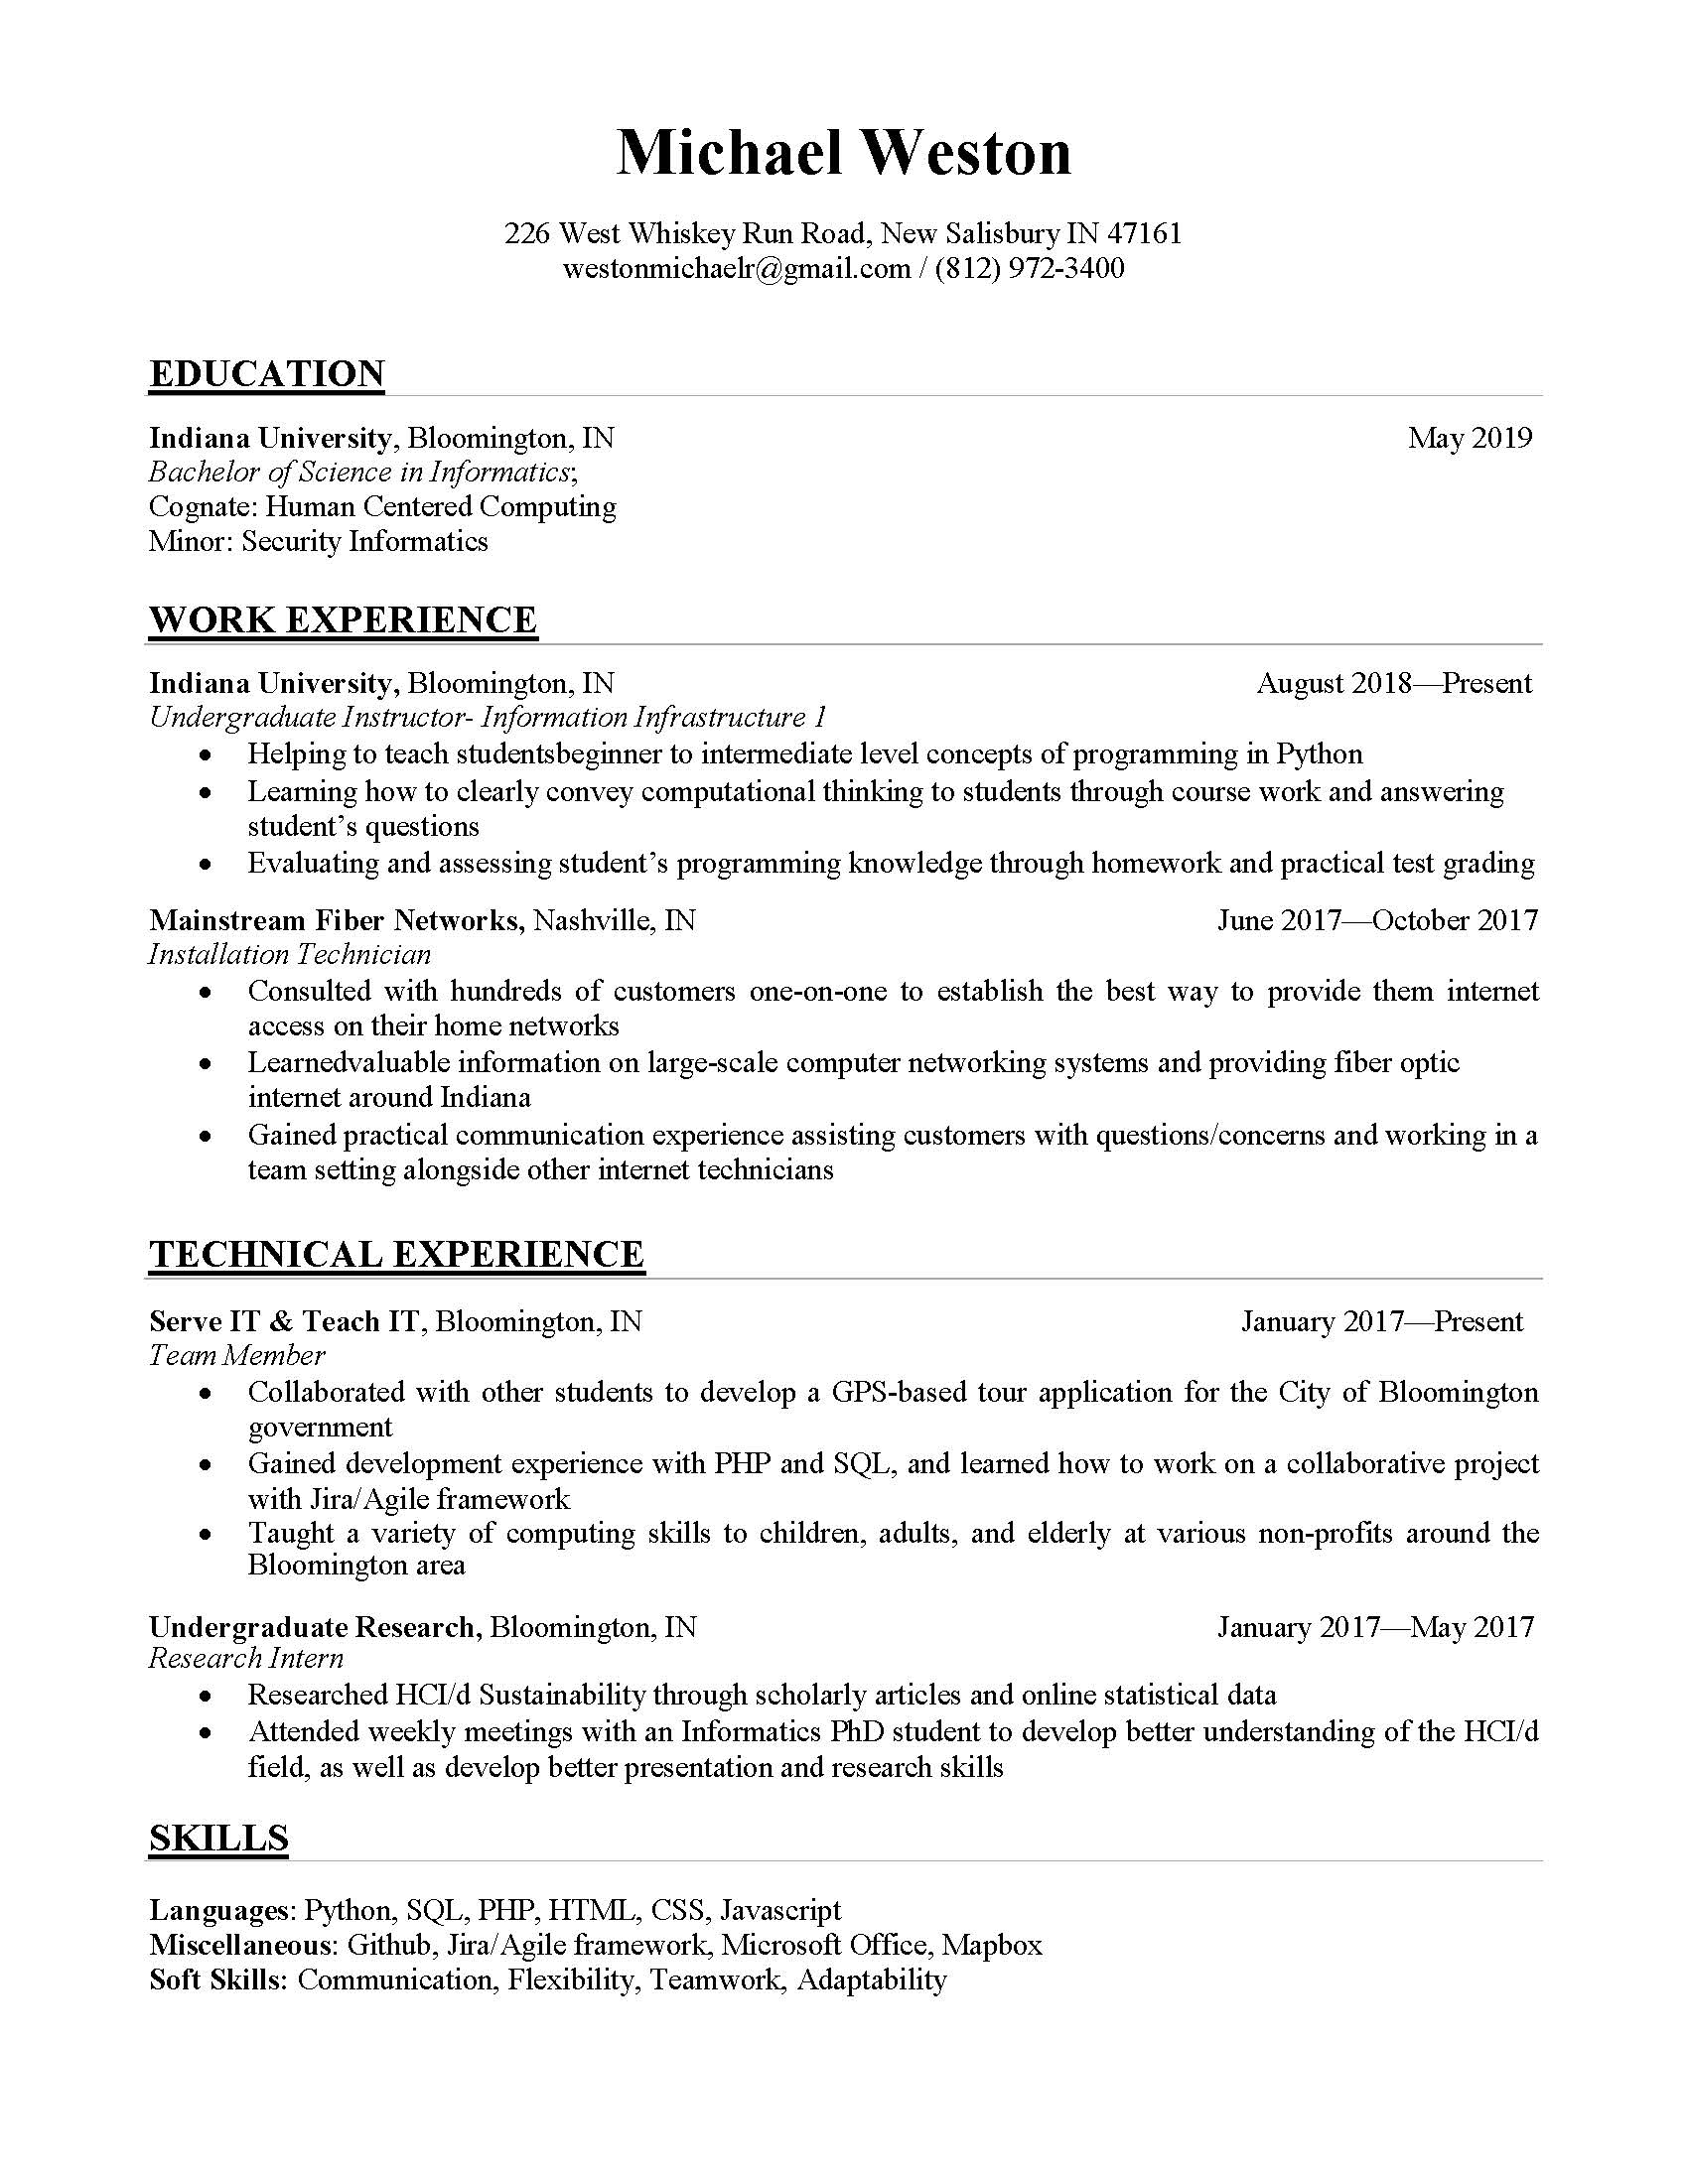 Michael Weston
226 West Whiskey Run Road, New Salisbury IN 47161
westonmichaelr@gmail.com / (812) 972-3400
EDUCATION
Indiana University, Bloomington, IN May 2019
Bachelor of Science in Informatics;
Cognate: Human Centered Computing
Minor: Security Informatics
WORK EXPERIENCE
Indiana University, Bloomington, IN August 2018—Present
Undergraduate Instructor- Information Infrastructure 1
• Helping to teach studentsbeginner to intermediate level concepts of programming in Python
• Learning how to clearly convey computational thinking to students through course work and answering
student’s questions
• Evaluating and assessing student’s programming knowledge through homework and practical test grading
Mainstream Fiber Networks, Nashville, IN June 2017—October 2017
Installation Technician
• Consulted with hundreds of customers one-on-one to establish the best way to provide them internet
access on their home networks
• Learnedvaluable information on large-scale computer networking systems and providing fiber optic
internet around Indiana
• Gained practical communication experience assisting customers with questions/concerns and working in a
team setting alongside other internet technicians
TECHNICAL EXPERIENCE
Serve IT & Teach IT, Bloomington, IN January 2017—Present
Team Member
• Collaborated with other students to develop a GPS-based tour application for the City of Bloomington
government
• Gained development experience with PHP and SQL, and learned how to work on a collaborative project
with Jira/Agile framework
• Taught a variety of computing skills to children, adults, and elderly at various non-profits around the
Bloomington area
Undergraduate Research, Bloomington, IN January 2017—May 2017
Research Intern
• Researched HCI/d Sustainability through scholarly articles and online statistical data
• Attended weekly meetings with an Informatics PhD student to develop better understanding of the HCI/d
field, as well as develop better presentation and research skills
SKILLS
Languages: Python, SQL, PHP, HTML, CSS, Javascript
Miscellaneous: Github, Jira/Agile framework, Microsoft Office, Mapbox
Soft Skills: Communication, Flexibility, Teamwork, Adaptability